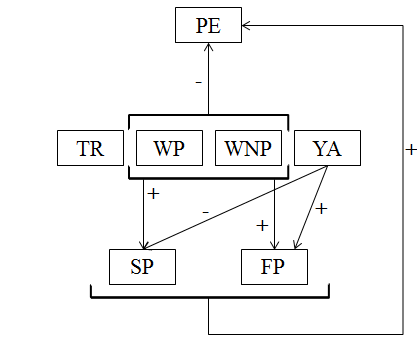 PE
-
+
TR WP WNP YA
+ - + +
SP FP